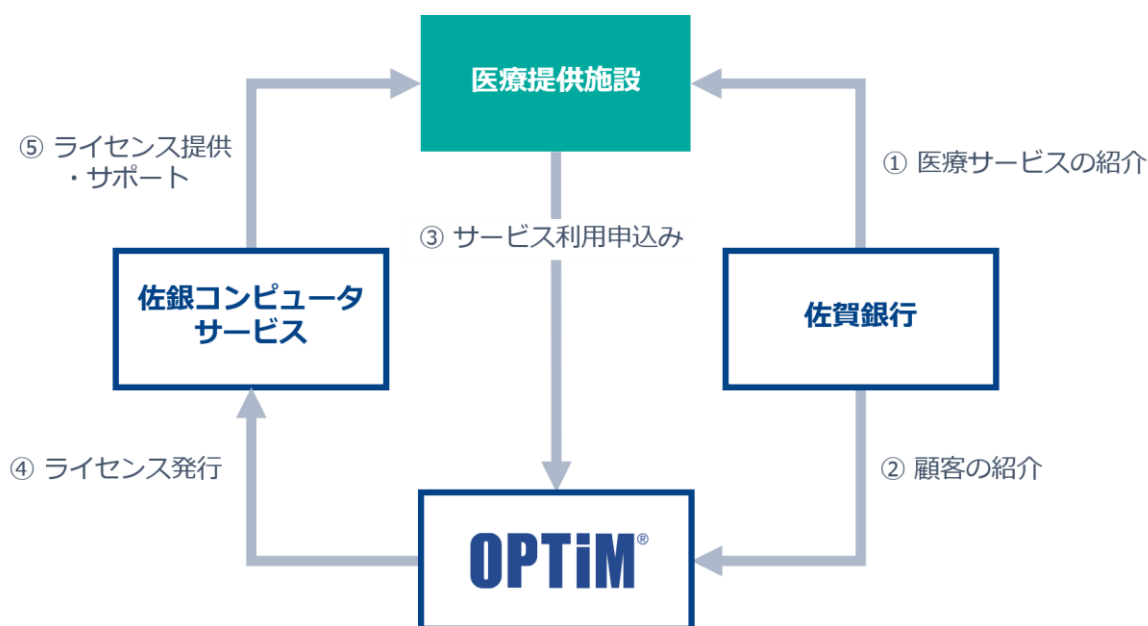 医療提供施設
⑤ ライセンス提供
・サポート
① 医療サービスの紹介
③ サービス利用申込み
佐銀コンピュータ
サービス
佐賀銀行
④ ライセンス発行
② 顧客の紹介
OPTiM®